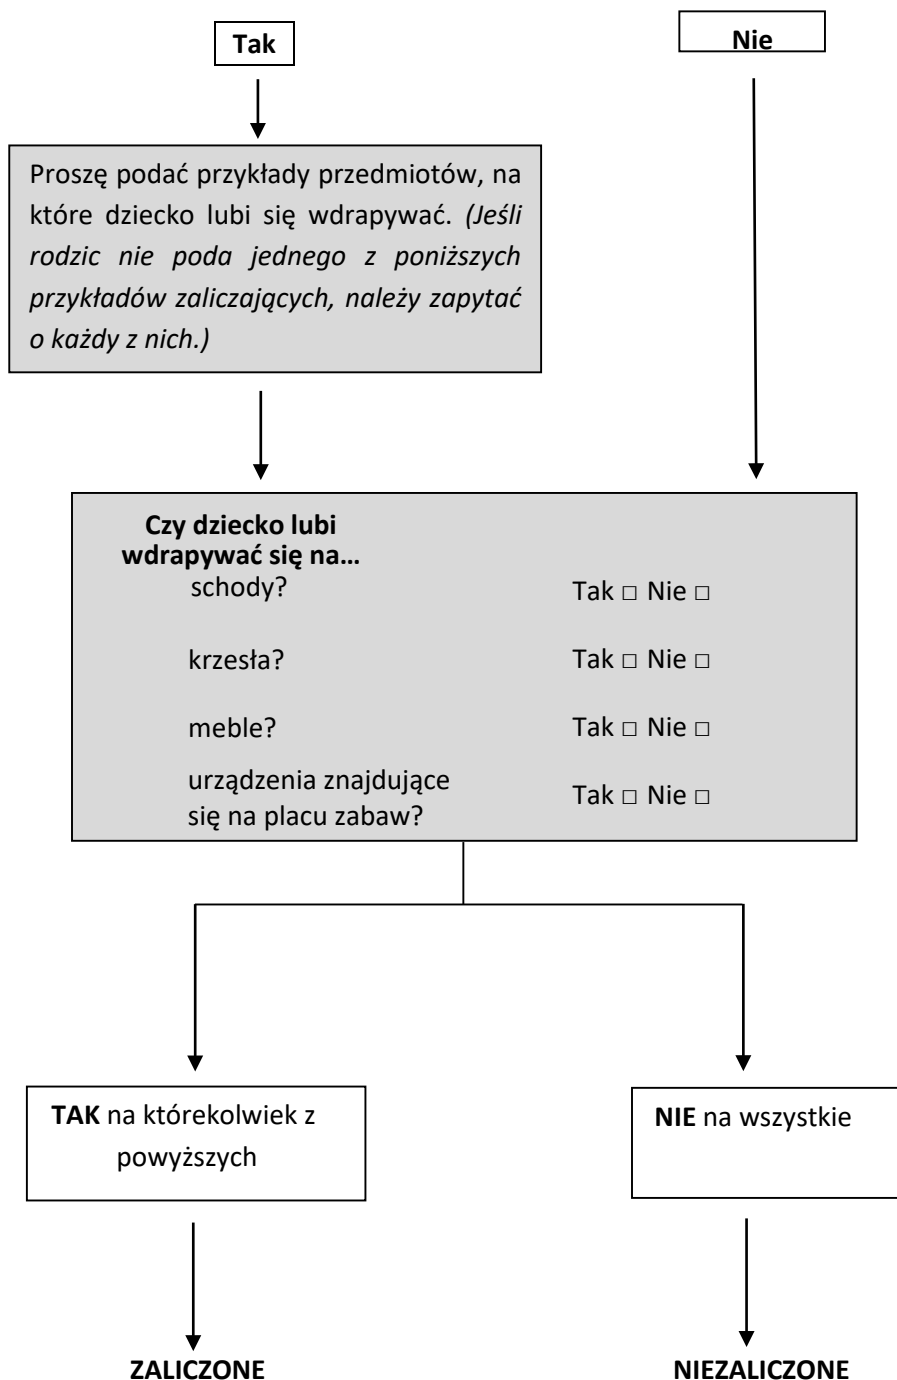 Tak
Nie
Proszę podać przykłady przedmiotów, na
które dziecko lubi się wdrapywać. (Jeśli
rodzic nie poda jednego z poniższych
przykładów zaliczających, należy zapytać
o każdy z nich.)
Czy dziecko lubi
wdrapywać się na…
schody?
Tak □ Nie □
krzesła?
Tak □ Nie □
meble?
Tak □ Nie □
urządzenia znajdujące
się na placu zabaw?
Tak □ Nie □
TAK na którekolwiek z
powyższych
NIE na wszystkie
ZALICZONE
NIEZALICZONE